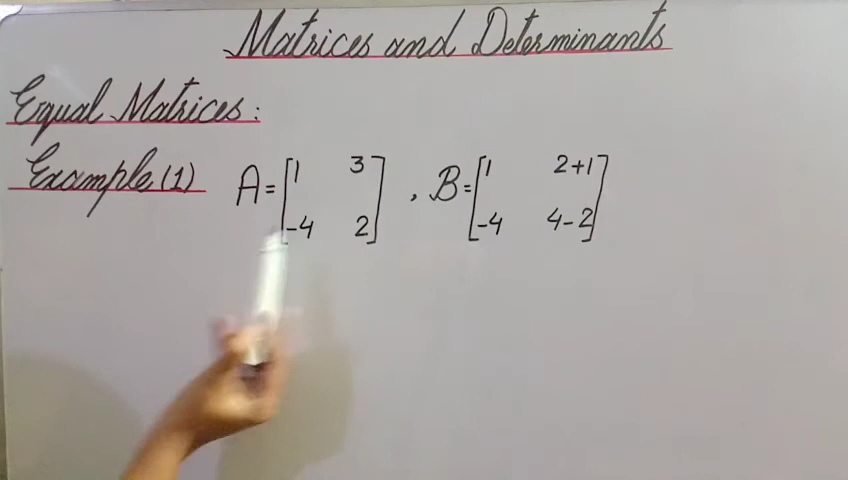 Matrices and Determinants
Equal Matrices:
Example (1) A = [1 3 , B = [1 2+1]
-4 2] [-4 4-2]